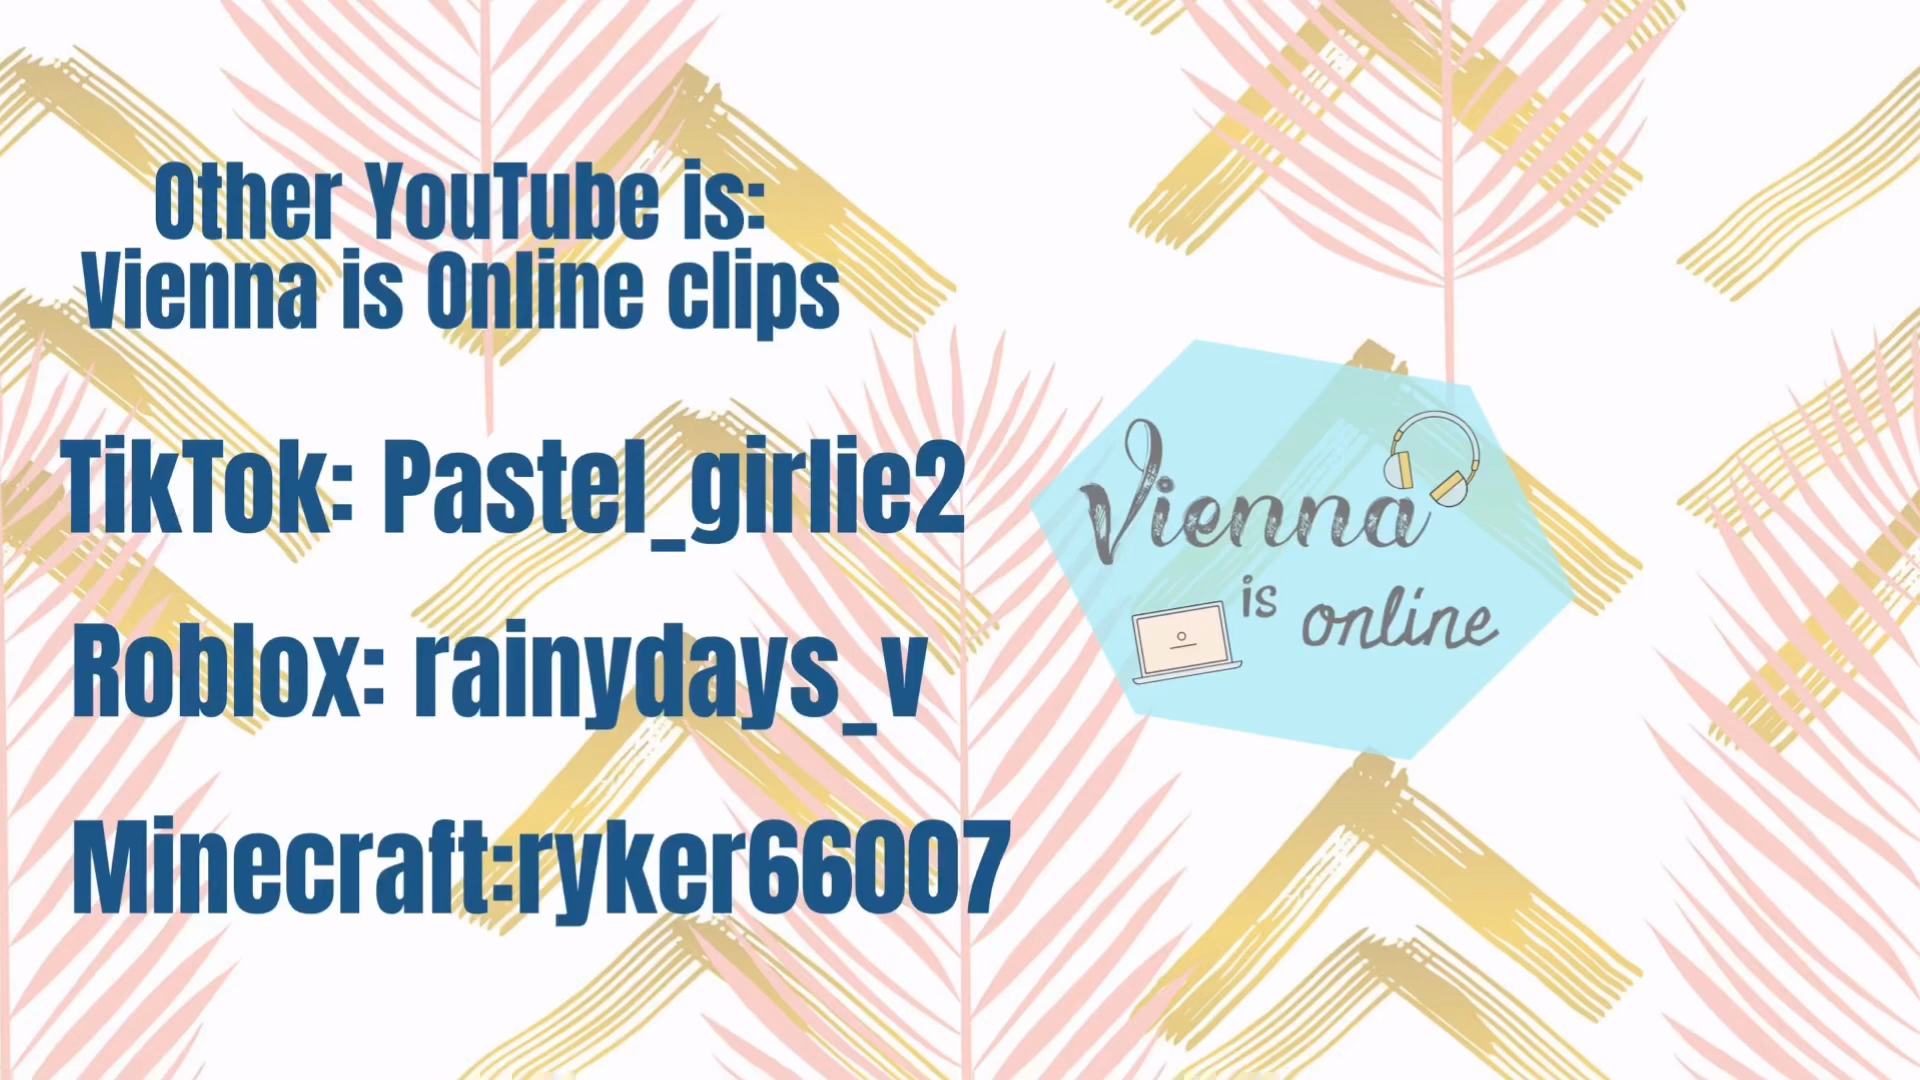 Other YouTube is:
Vienna is Online clips
TikTok: Pastel_girlie2
Roblox: rainydays_v
Minecraft:ryker66007
Vienna
is online